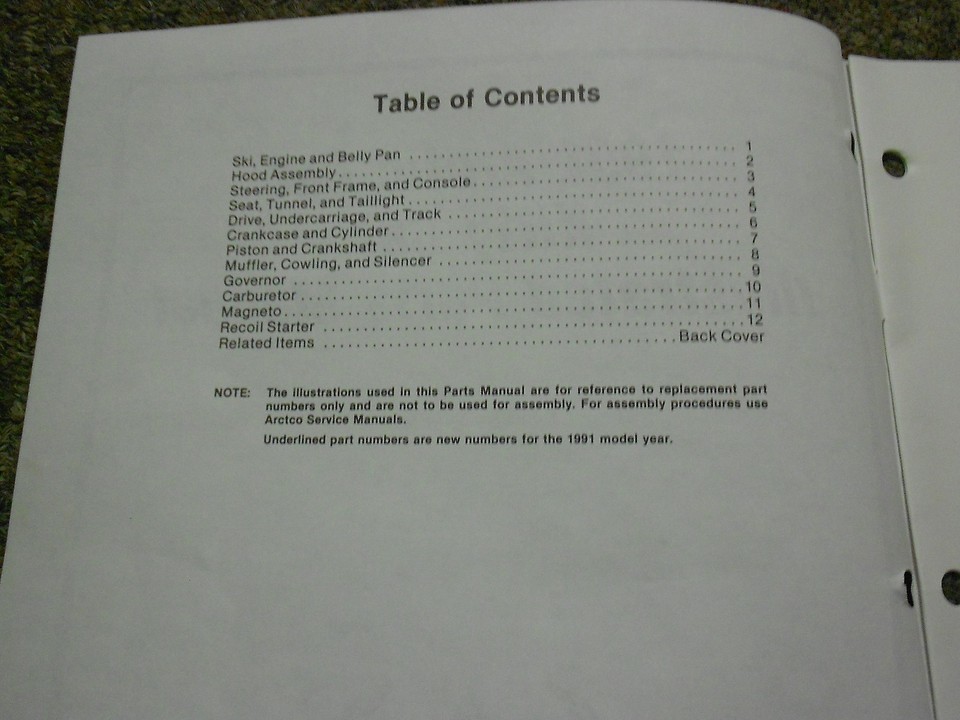 Table of Contents
Ski, Engine and Belly Pan ........................................ 1
Hood Assembly ........................................ 2
Steering, Front Frame, and Console ........................................ 3
Seat, Tunnel, and Taillight ........................................ 4
Drive, Undercarriage, and Track ........................................ 5
Crankcase and Cylinder ........................................ 6
Piston and Crankshaft ........................................ 7
Muffler, Cowling, and Silencer ........................................ 8
Governor ........................................ 9
Carburetor ........................................ 10
Magneto ........................................ 11
Recoil Starter ........................................ 12
Related Items ........................................ Back Cover
NOTE: The illustrations used in this Parts Manual are for reference to replacement part
numbers only and are not to be used for assembly. For assembly procedures use
Arctco Service Manuals.
Underlined part numbers are new numbers for the 1991 model year.